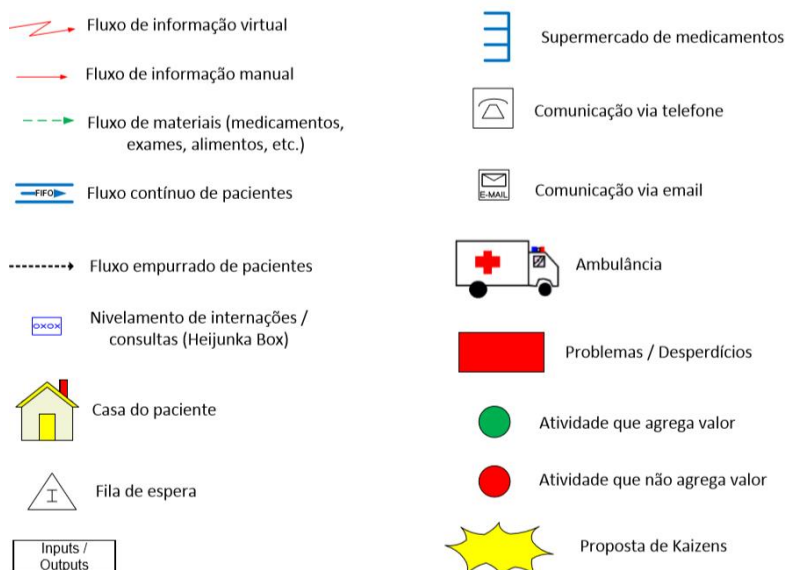 Fluxo de informação virtual
Fluxo de informação manual
Fluxo de materiais (medicamentos,
exames, alimentos, etc.)
FIFO
Fluxo contínuo de pacientes
Fluxo empurrado de pacientes
OXOX
Nivelamento de internações /
consultas (Heijunka Box)
Casa do paciente
I
Fila de espera
Inputs /
Outputs
Supermercado de medicamentos
Comunicação via telefone
E-MAIL
Comunicação via email
Ambulância
Problemas / Desperdícios
Atividade que agrega valor
Atividade que não agrega valor
Proposta de Kaizens